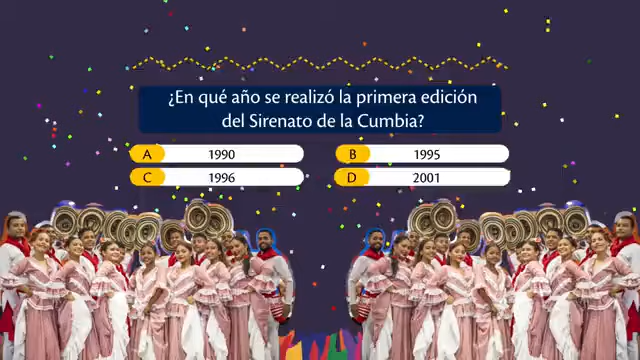 ¿En qué año se realizó la primera edición
del Sirenato de la Cumbia?
A 1990
B 1995
C 1996
D 2001